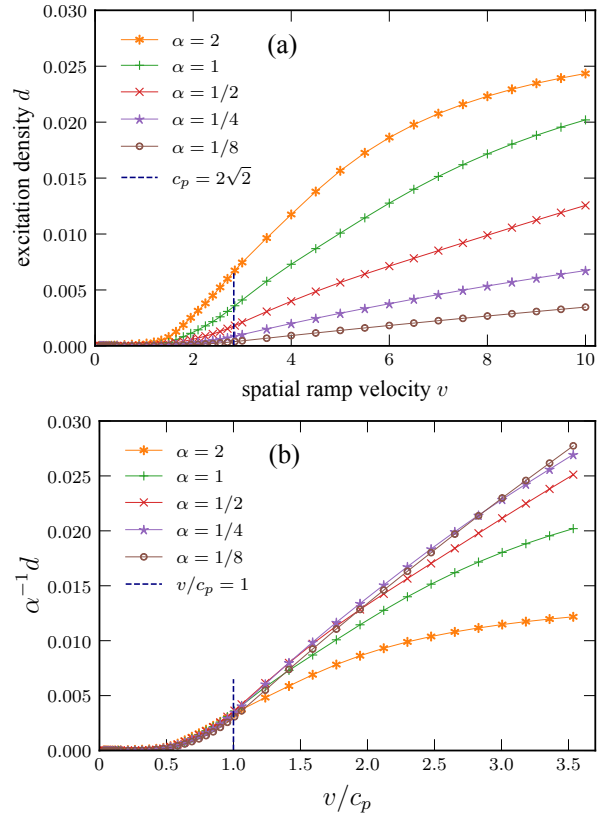 (a)
α = 2
α = 1
α = 1/2
α = 1/4
α = 1/8
c_p = 2√2
excitation density d
0.030
0.025
0.020
0.015
0.010
0.005
0.000
0 2 4 6 8 10
spatial ramp velocity v
(b)
α = 2
α = 1
α = 1/2
α = 1/4
α = 1/8
v/c_p = 1
α⁻¹d
0.030
0.025
0.020
0.015
0.010
0.005
0.000
0 0.5 1.0 1.5 2.0 2.5 3.0 3.5
v/c_p